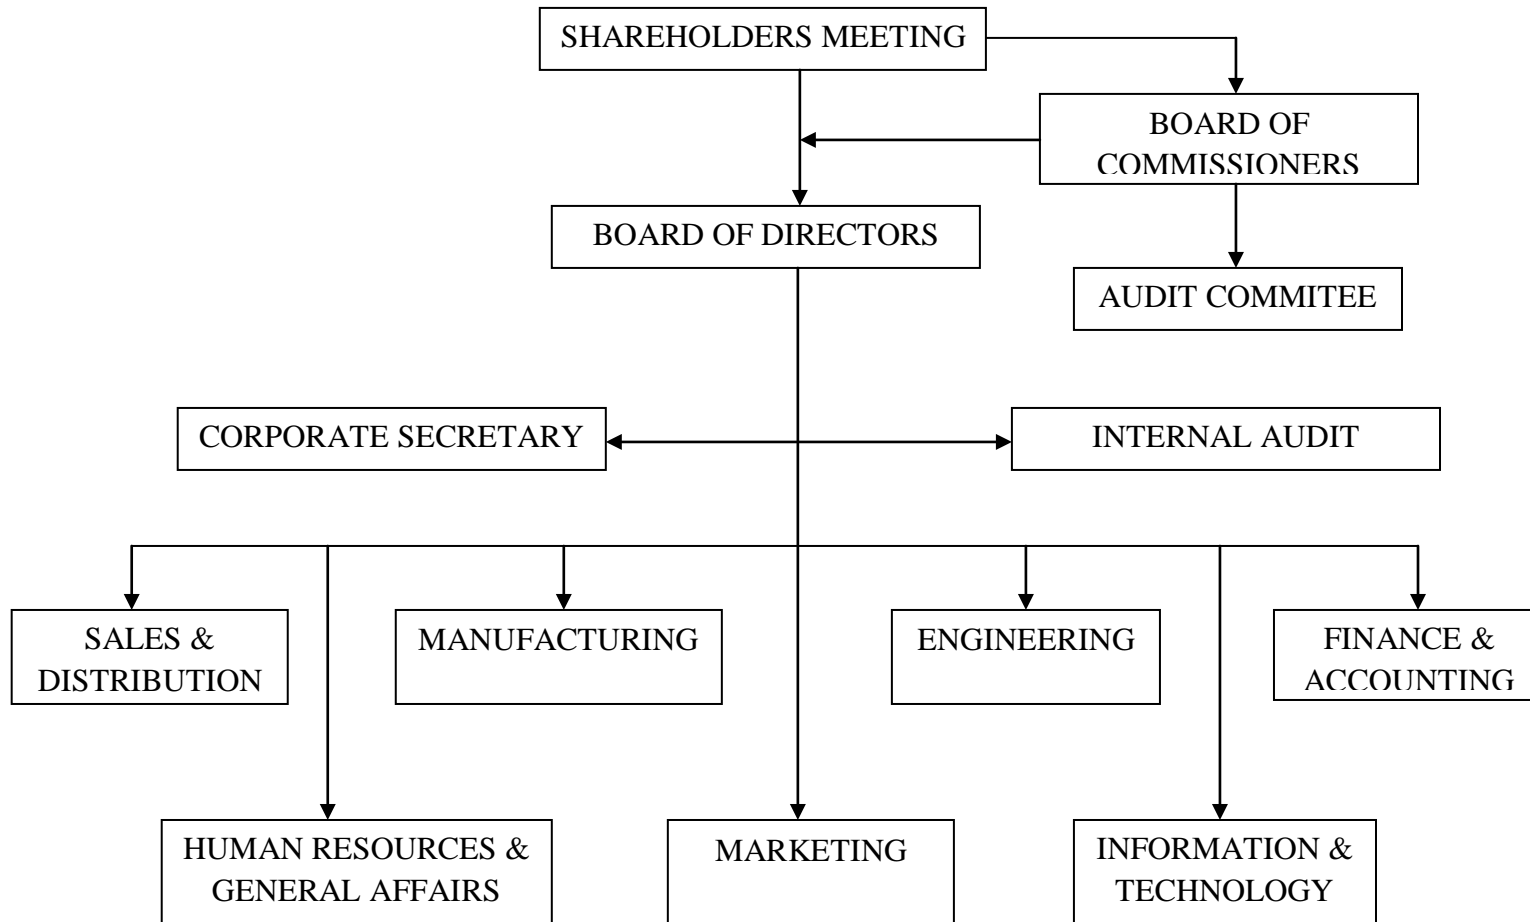 SHAREHOLDERS MEETING
BOARD OF
COMMISSIONERS
BOARD OF DIRECTORS
AUDIT COMMITEE
CORPORATE SECRETARY
INTERNAL AUDIT
SALES &
DISTRIBUTION
MANUFACTURING
ENGINEERING
FINANCE &
ACCOUNTING
HUMAN RESOURCES &
GENERAL AFFAIRS
MARKETING
INFORMATION &
TECHNOLOGY